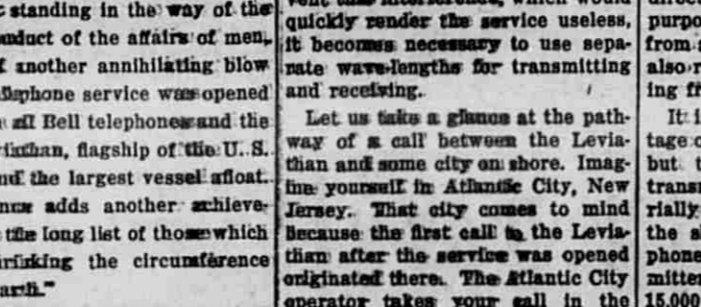 standing in the way of the
conduct of the affairs of men,
another annihilating blow
telephone service was opened
all Bell telephones and the
Leviathan, flagship of the U. S.
and the largest vessel afloat.
adds another achieve-
the long list of those which
shrinking the circumference
earth."
quickly render the service useless,
it becomes necessary to use sepa-
rate wave-lengths for transmitting
and receiving.
Let us take a glance at the path-
way of a call between the Levia-
than and some city on shore. Imag-
ine yourself in Atlantic City, New
Jersey. That city comes to mind
because the first call to the Levia-
than after the service was opened
originated there. The Atlantic City
operator takes your call in the
from
also
ing
It
tage
but
the
15,000